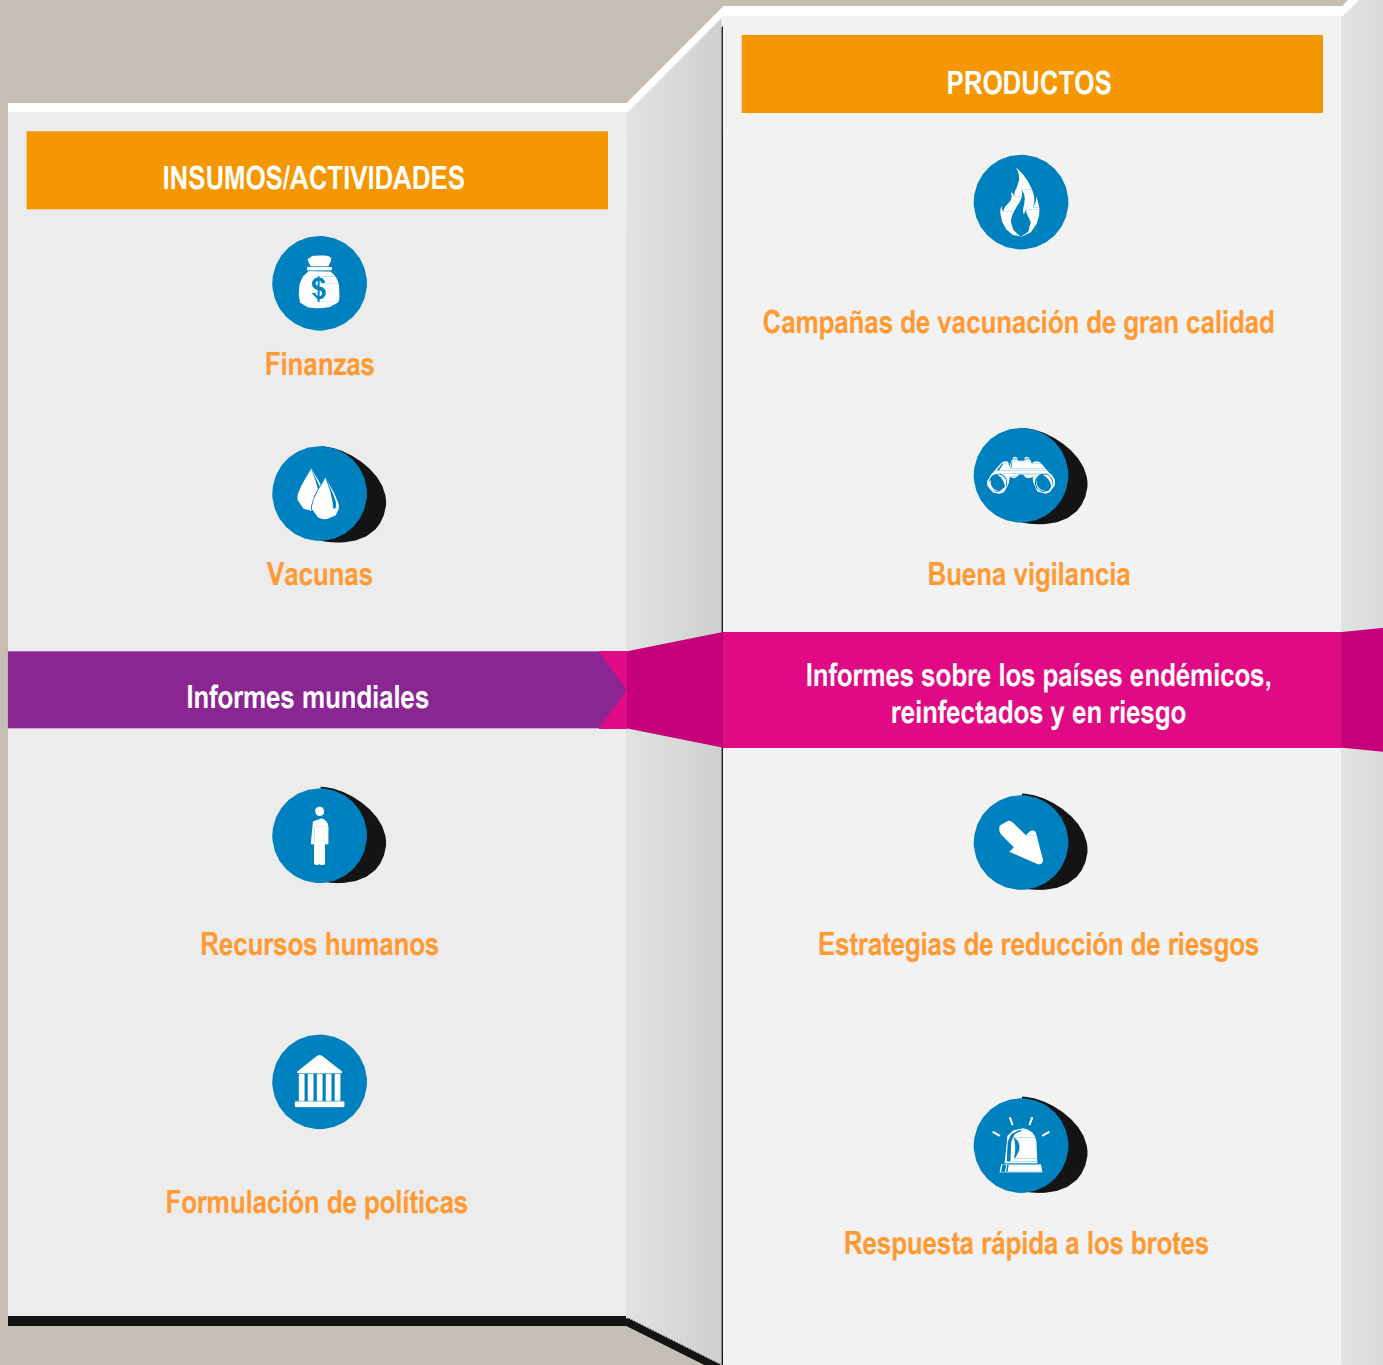 INSUMOS/ACTIVIDADES
$
Finanzas
Vacunas
Informes mundiales
Recursos humanos
Formulación de políticas
PRODUCTOS
Campañas de vacunación de gran calidad
Buena vigilancia
Informes sobre los países endémicos,
reinfectados y en riesgo
Estrategias de reducción de riesgos
Respuesta rápida a los brotes